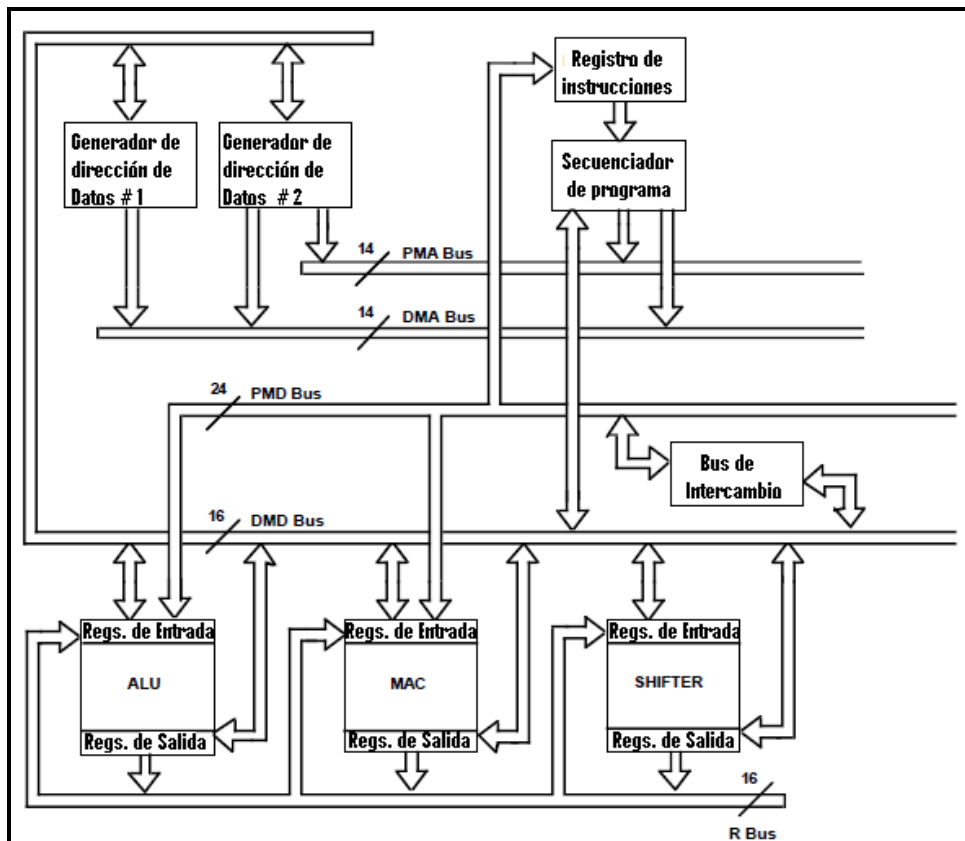 Registro de
instrucciones
Generador de
dirección de
Datos # 1
Generador de
dirección de
Datos # 2
Secuenciador
de programa
14 PMA Bus
14 DMA Bus
24 PMD Bus
Bus de
Intercambio
16 DMD Bus
Regs. de Entrada
ALU
Regs. de Salida
Regs. de Entrada
MAC
Regs. de Salida
Regs. de Entrada
SHIFTER
Regs. de Salida
16
R Bus